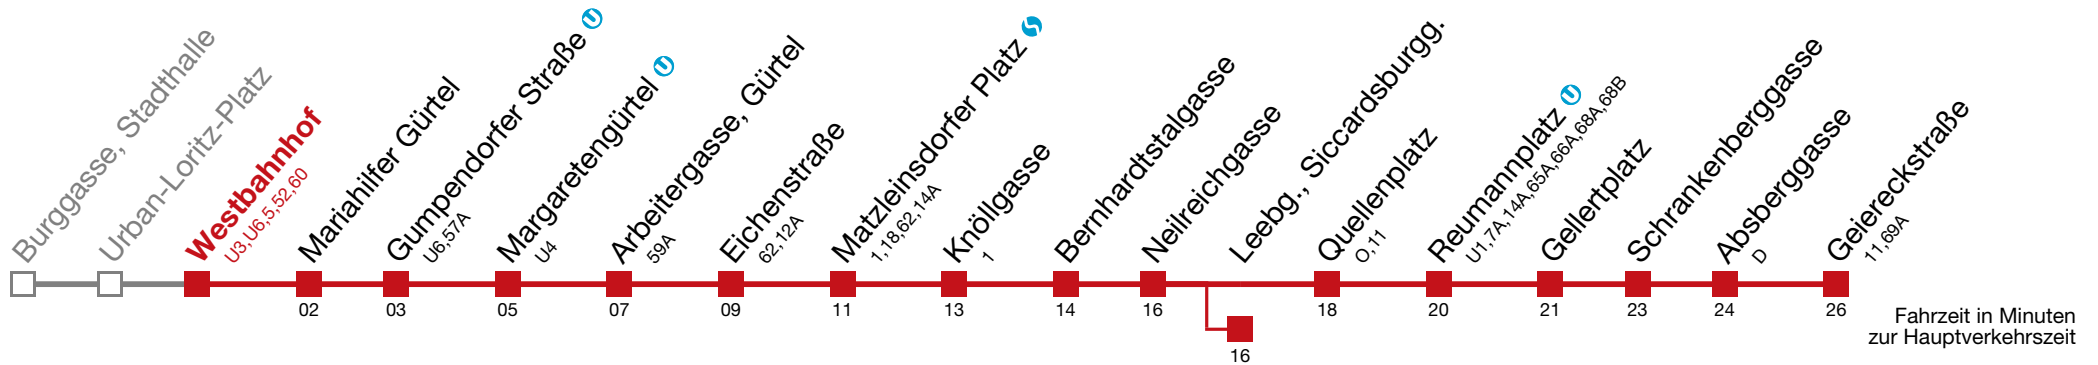 Burggasse, Stadthalle
Urban-Loritz-Platz
Westbahnhof
U3,U6,5,52,60
Mariahilfer Gürtel
02
Gumpendorfer Straße U
U6,57A
03
Margaretengürtel U
U4
05
Arbeitergasse, Gürtel
59A
07
Eichenstraße
62,12A
09
Matzleinsdorfer Platz
1,18,62,14A
11
Knöllgasse
1
13
Bernhardtstalgasse
14
Neilreichgasse
16
Leebg., Siccardsburgg.
16
Quellenplatz
O,11
18
Reumannplatz U
U1,7A,14A,65A,66A,68A,68B
20
Gellertplatz
21
Schrankenberggasse
23
Absberggasse
D
24
Geiereckstraße
11,69A
26
Fahrzeit in Minuten
zur Hauptverkehrszeit